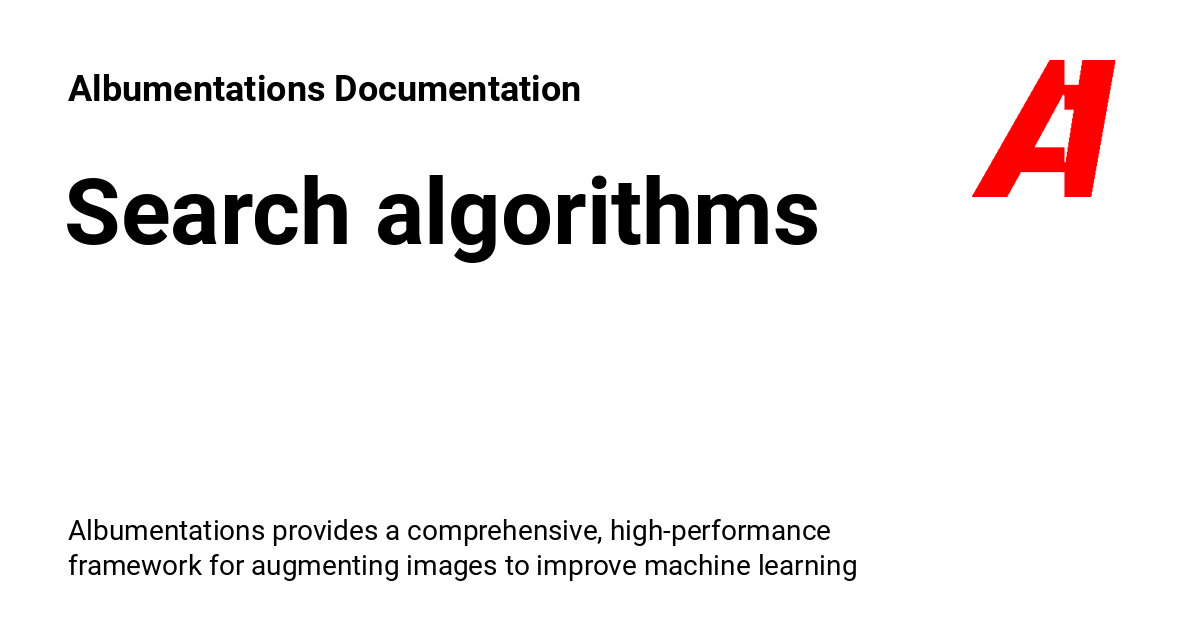 Albumentations Documentation
Search algorithms
Albumentations provides a comprehensive, high-performance
framework for augmenting images to improve machine learning